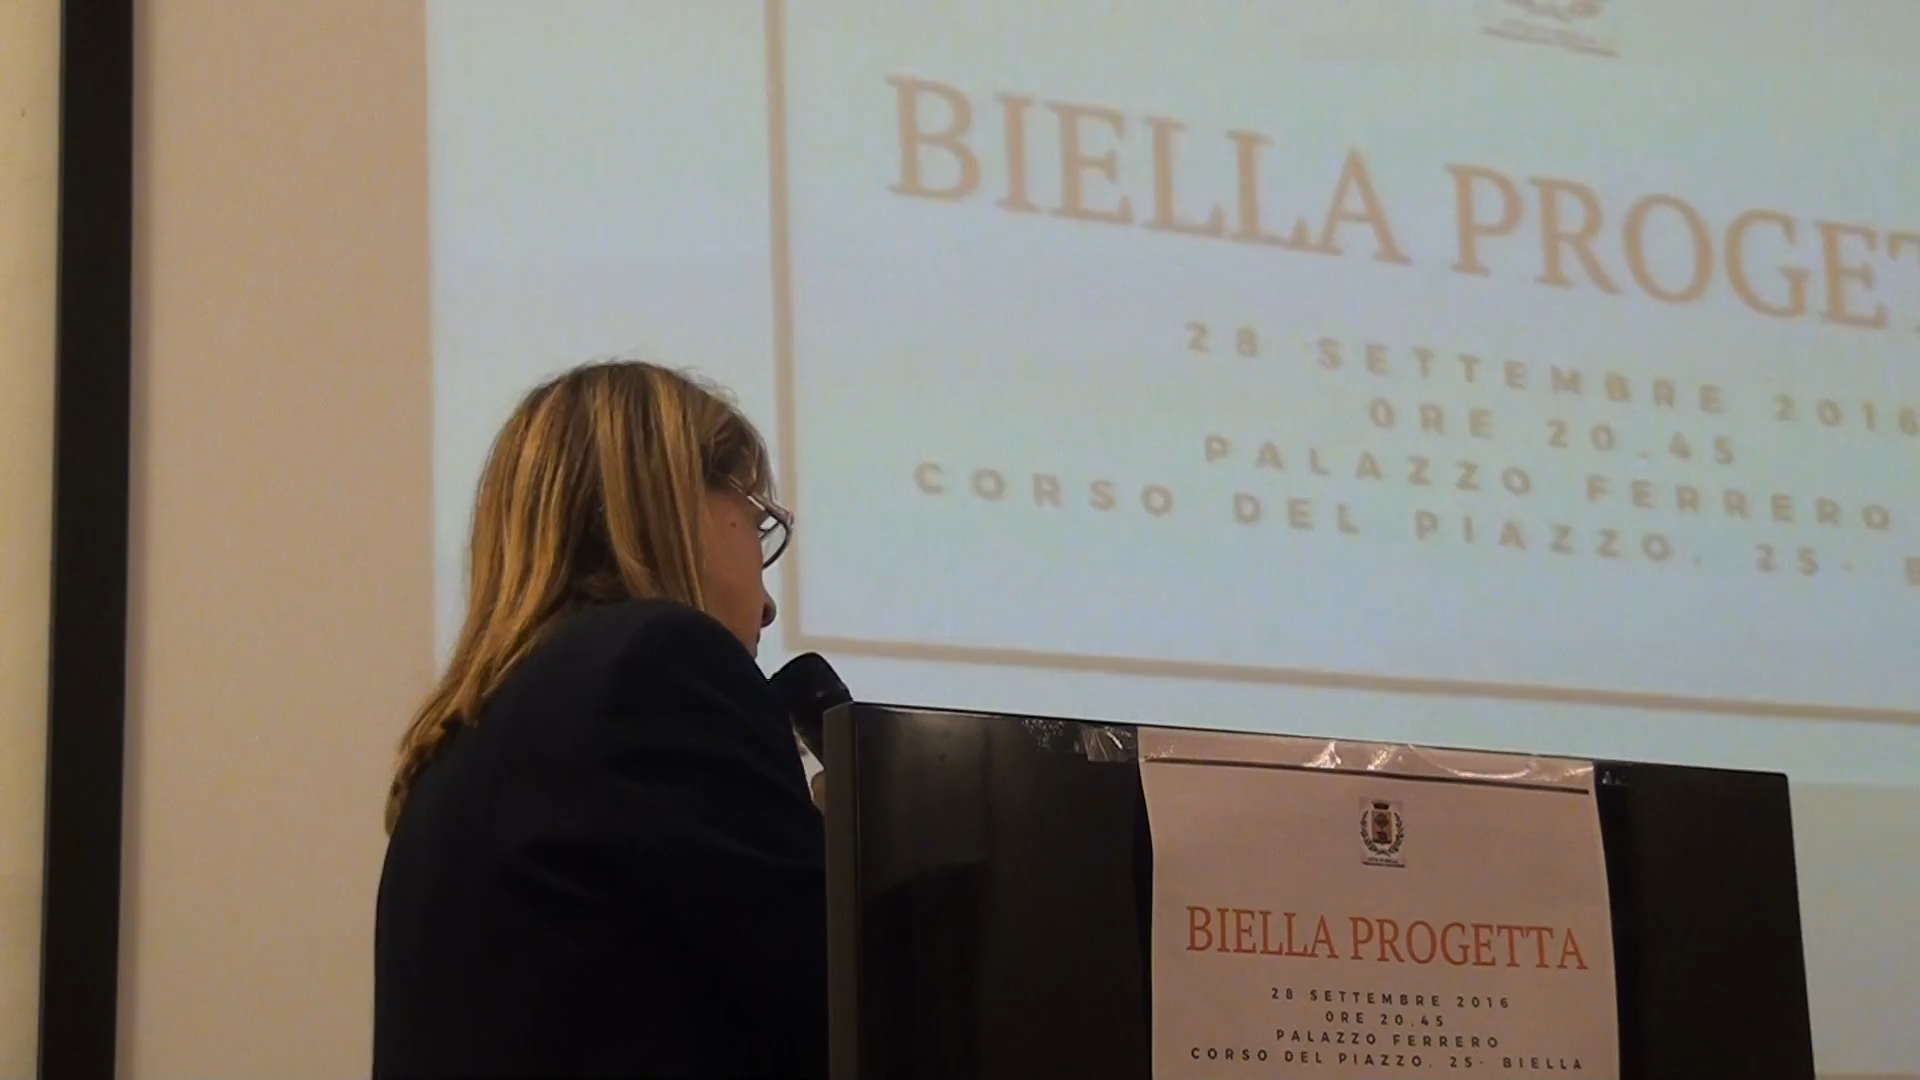 BIELLA PROGET
28 SETTEMBRE 2016
ORE 20.45
PALAZZO FERRERO
CORSO DEL PIAZZO, 25-
BIELLA PROGETTA
28 SETTEMBRE 2016
ORE 20.45
PALAZZO FERRERO
CORSO DEL PIAZZO, 25- BIELLA